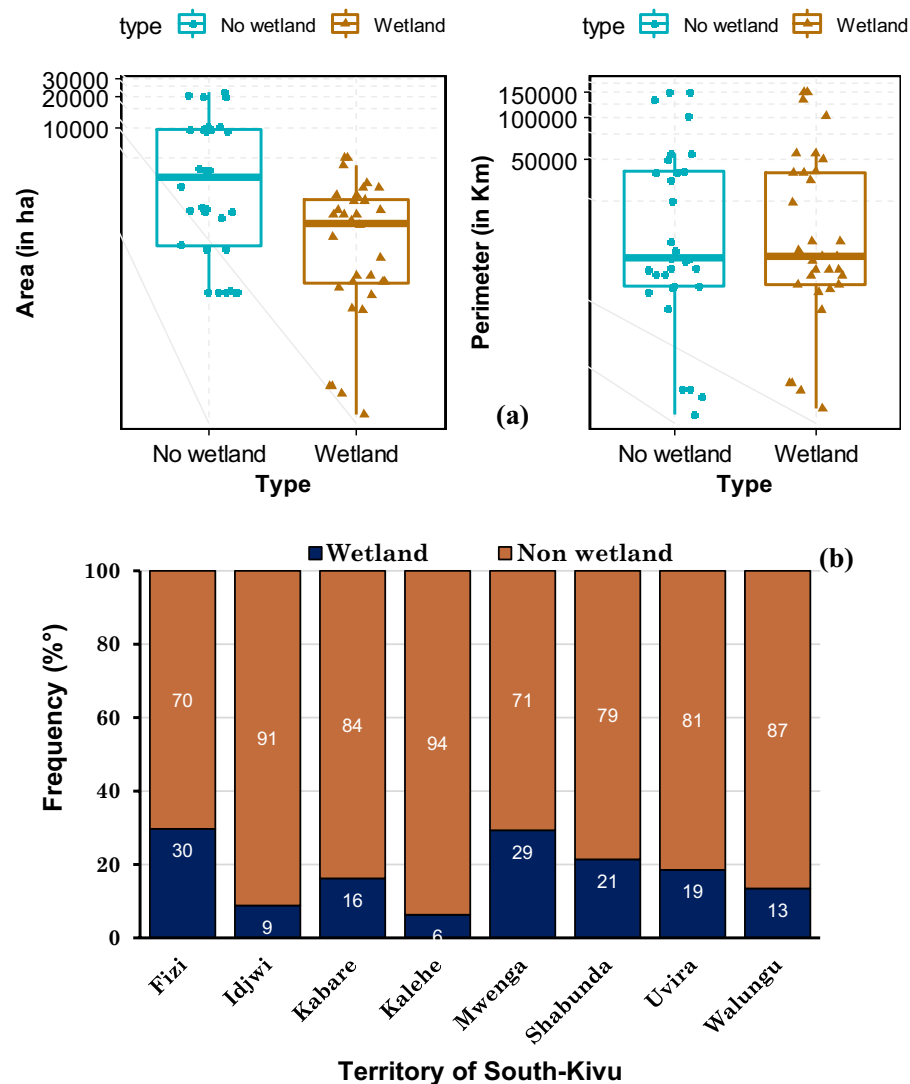 type No wetland Wetland
30000
20000
10000
Area (in ha)
No wetland Wetland
Type
type No wetland Wetland
150000
100000
50000
Perimeter (in Km)
No wetland Wetland
Type
(a)
Wetland Non wetland
(b)
100
80
60
40
20
0
Frequency (%°)
70 91 84 94 71 79 81 87
30 9 16 6 29 21 19 13
Fizi Idjwi Kabare Kalehe Mwenga Shabunda Uvira Walungu
Territory of South-Kivu